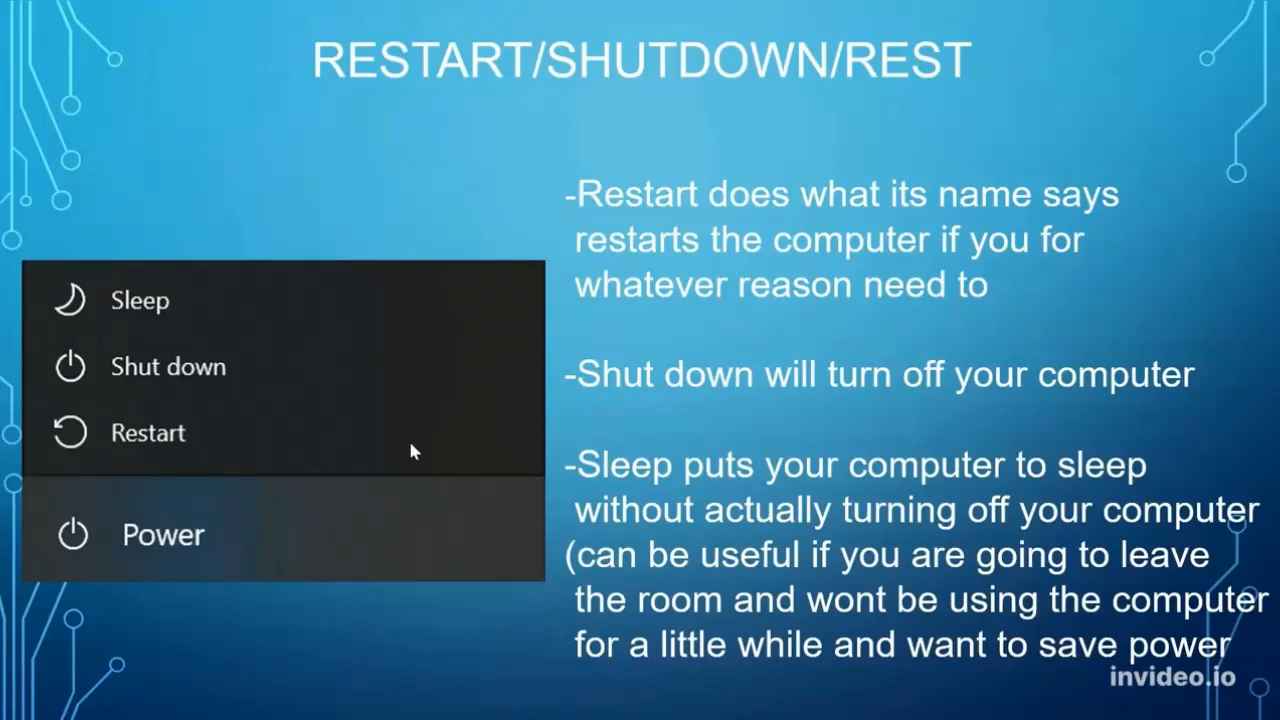 RESTART/SHUTDOWN/REST
Sleep
Shut down
Restart
Power
-Restart does what its name says
restarts the computer if you for
whatever reason need to
-Shut down will turn off your computer
-Sleep puts your computer to sleep
without actually turning off your computer
(can be useful if you are going to leave
the room and wont be using the computer
for a little while and want to save power
invideo.io